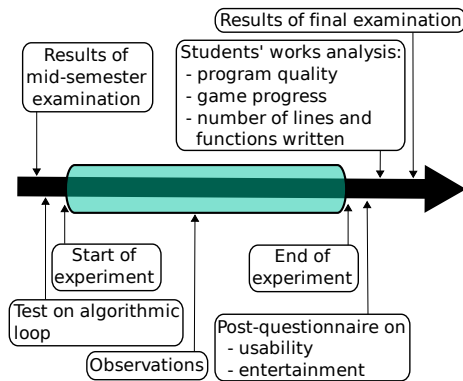 Results of final examination
Results of
mid-semester
examination
Students' works analysis:
- program quality
- game progress
- number of lines and
functions written
Start of
experiment
End of
experiment
Test on algorithmic
loop
Observations
Post-questionnaire on
- usability
- entertainment